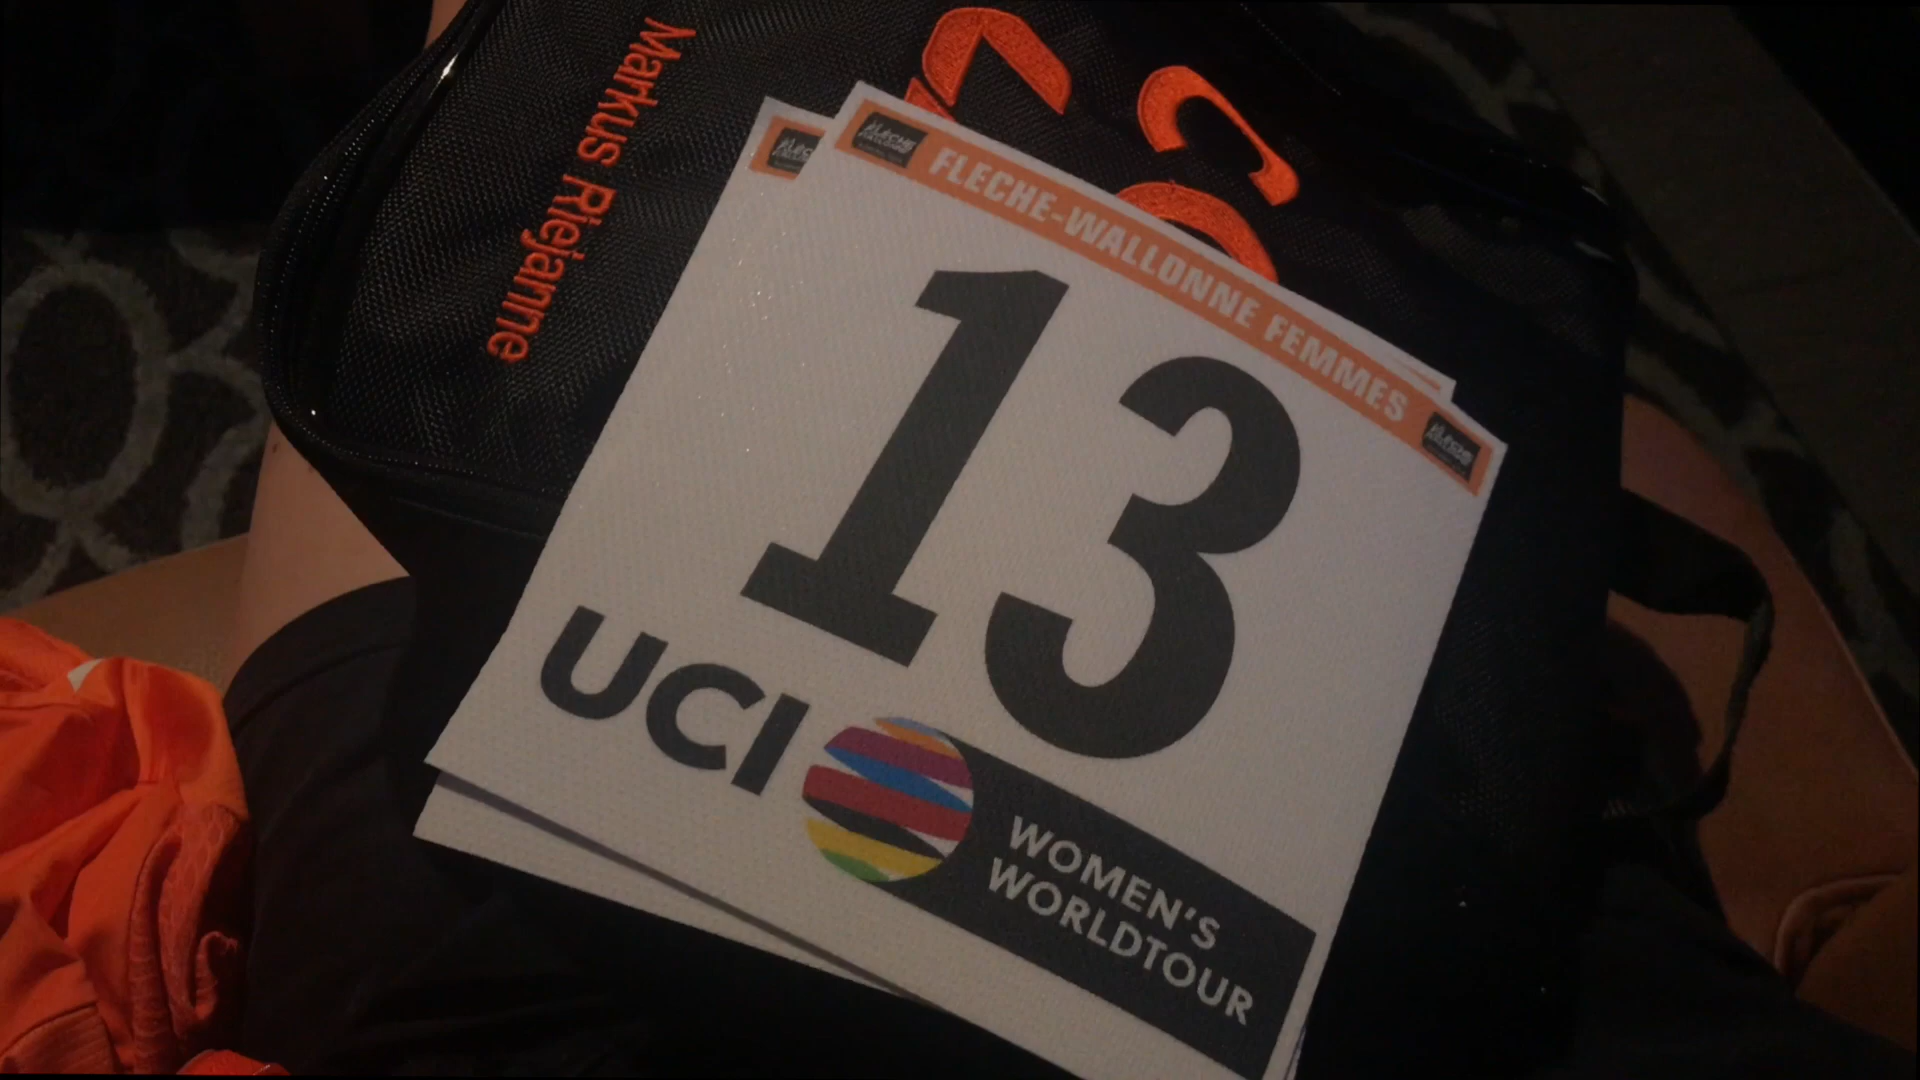 Markus Riejanne
FLECHE-WALLONNE FEMMES
13
UCI
WOMEN'S
WORLDTOUR